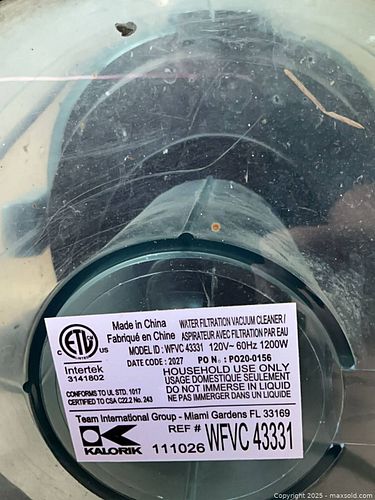 Made in China
Fabriqué en Chine
WATER FILTRATION VACUUM CLEANER /
ASPIRATEUR AVEC FILTRATION PAR EAU
MODEL ID : WFVC 43331 120V~ 60Hz 1200W
DATE CODE : 2027 PO N° : PO20-0156
C ETL US
LISTED
Intertek
3141802
HOUSEHOLD USE ONLY
USAGE DOMESTIQUE SEULEMENT
DO NOT IMMERSE IN LIQUID
NE PAS IMMERGER DANS LIQUIDE
CONFORMS TO UL STD. 1017
CERTIFIED TO CSA C22.2 No. 243
Team International Group - Miami Gardens FL 33169
KALORIK
REF # WFVC 43331
111026
Copyright 2025 - maxsold.com